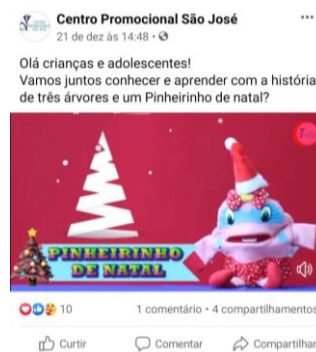 Centro Promocional São José
21 de dez às 14:48
Olá crianças e adolescentes!
Vamos juntos conhecer e aprender com a história
de três árvores e um Pinheirinho de natal?
PINHEIRINHO
DE NATAL
10 1 comentário • 4 compartilhamentos
Curtir Comentar Compartilhar